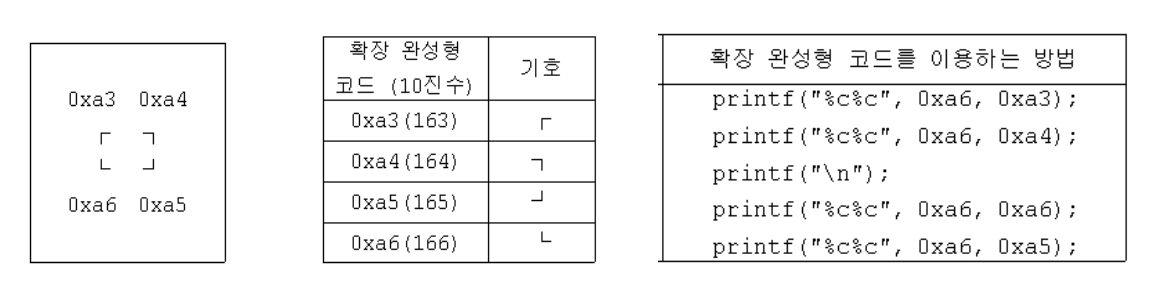 0xa3 0xa4
┌ ┐
└ ┘
0xa6 0xa5
확장 완성형
코드 (10진수)
기호
0xa3(163) ┌
0xa4(164) ┐
0xa5(165) ┘
0xa6(166) └
확장 완성형 코드를 이용하는 방법
printf("%c%c", 0xa6, 0xa3);
printf("%c%c", 0xa6, 0xa4);
printf("\n");
printf("%c%c", 0xa6, 0xa6);
printf("%c%c", 0xa6, 0xa5);